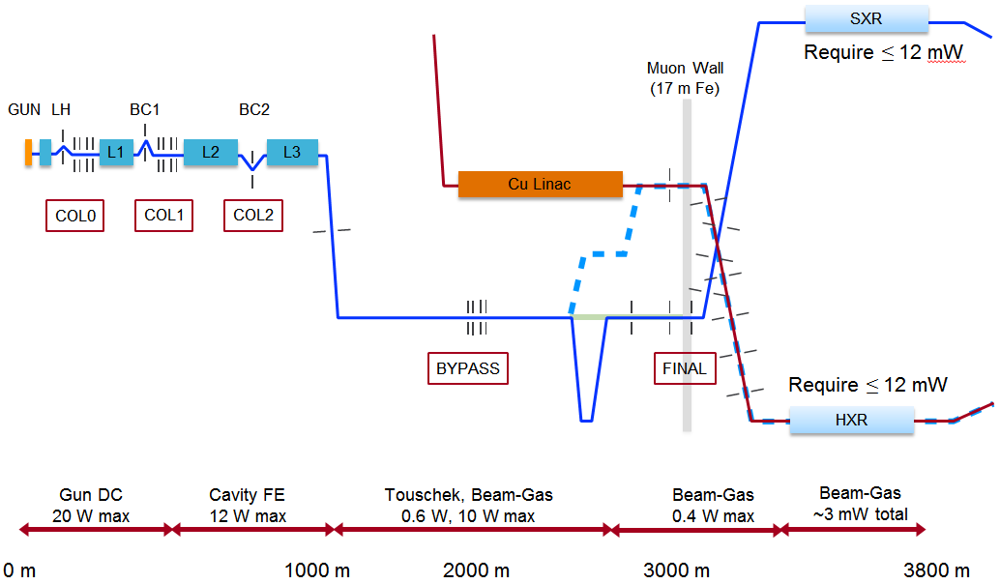 SXR
Require ≤ 12 mW
Muon Wall
(17 m Fe)
GUN LH BC1 BC2
L1 L2 L3
Cu Linac
COL0 COL1 COL2
BYPASS FINAL
Require ≤ 12 mW
HXR
Gun DC
20 W max
Cavity FE
12 W max
Touschek, Beam-Gas
0.6 W, 10 W max
Beam-Gas
0.4 W max
Beam-Gas
~3 mW total
0 m 1000 m 2000 m 3000 m 3800 m